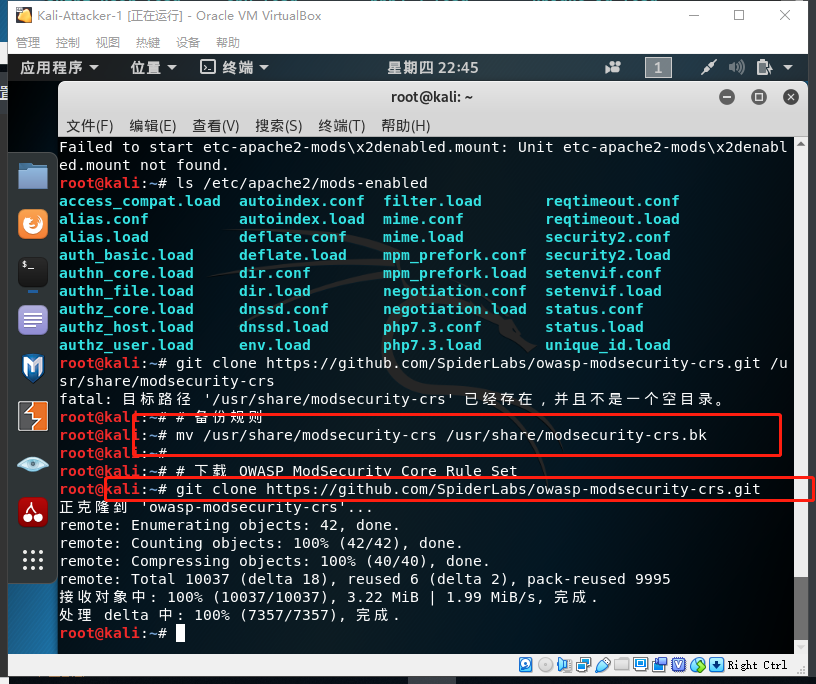 Kali-Attacker-1 [正在运行] - Oracle VM VirtualBox
管理 控制 视图 热键 设备 帮助
应用程序 位置 终端 星期四 22:45 1
root@kali: ~
文件(F) 编辑(E) 查看(V) 搜索(S) 终端(T) 帮助(H)
Failed to start etc-apache2-mods\x2denabled.mount: Unit etc-apache2-mods\x2denabl
ed.mount not found.
root@kali:~# ls /etc/apache2/mods-enabled
access_compat.load autoindex.conf filter.load reqtimeout.conf
alias.conf autoindex.load mime.conf reqtimeout.load
alias.load deflate.conf mime.load security2.conf
auth_basic.load deflate.load mpm_prefork.conf security2.load
authn_core.load dir.conf mpm_prefork.load setenvif.conf
authn_file.load dir.load negotiation.conf setenvif.load
authz_core.load dnssd.conf negotiation.load status.conf
authz_host.load dnssd.load php7.3.conf status.load
authz_user.load env.load php7.3.load unique_id.load
root@kali:~# git clone https://github.com/SpiderLabs/owasp-modsecurity-crs.git /u
sr/share/modsecurity-crs
fatal: 目标路径 '/usr/share/modsecurity-crs' 已经存在，并且不是一个空目录。
root@kali:~# # 备份规则
root@kali:~# mv /usr/share/modsecurity-crs /usr/share/modsecurity-crs.bk
root@kali:~#
root@kali:~# # 下载 OWASP ModSecurity Core Rule Set
root@kali:~# git clone https://github.com/SpiderLabs/owasp-modsecurity-crs.git
正克隆到 'owasp-modsecurity-crs'...
remote: Enumerating objects: 42, done.
remote: Counting objects: 100% (42/42), done.
remote: Compressing objects: 100% (40/40), done.
remote: Total 10037 (delta 18), reused 6 (delta 2), pack-reused 9995
接收对象中: 100% (10037/10037), 3.22 MiB | 1.99 MiB/s, 完成.
处理 delta 中: 100% (7357/7357), 完成.
root@kali:~#
Right Ctrl